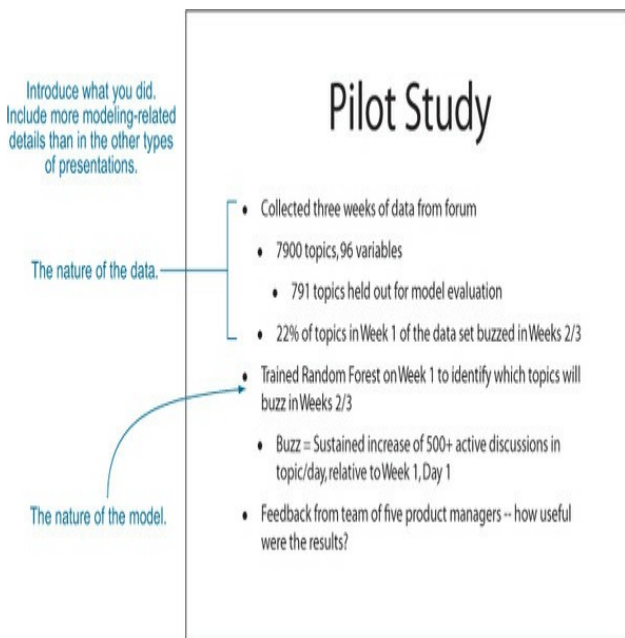 Introduce what you did.
Include more modeling-related
details than in the other types
of presentations.
Pilot Study
• Collected three weeks of data from forum
• 7900 topics, 96 variables
• 791 topics held out for model evaluation
The nature of the data.
• 22% of topics in Week 1 of the data set buzzed in Weeks 2/3
• Trained Random Forest on Week 1 to identify which topics will
buzz in Weeks 2/3
• Buzz = Sustained increase of 500+ active discussions in
topic/day, relative to Week 1, Day 1
The nature of the model.
• Feedback from team of five product managers -- how useful
were the results?